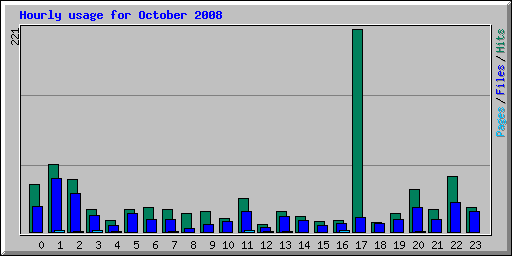 Hourly usage for October 2008
221
Pages/Files/Hits
0 1 2 3 4 5 6 7 8 9 10 11 12 13 14 15 16 17 18 19 20 21 22 23